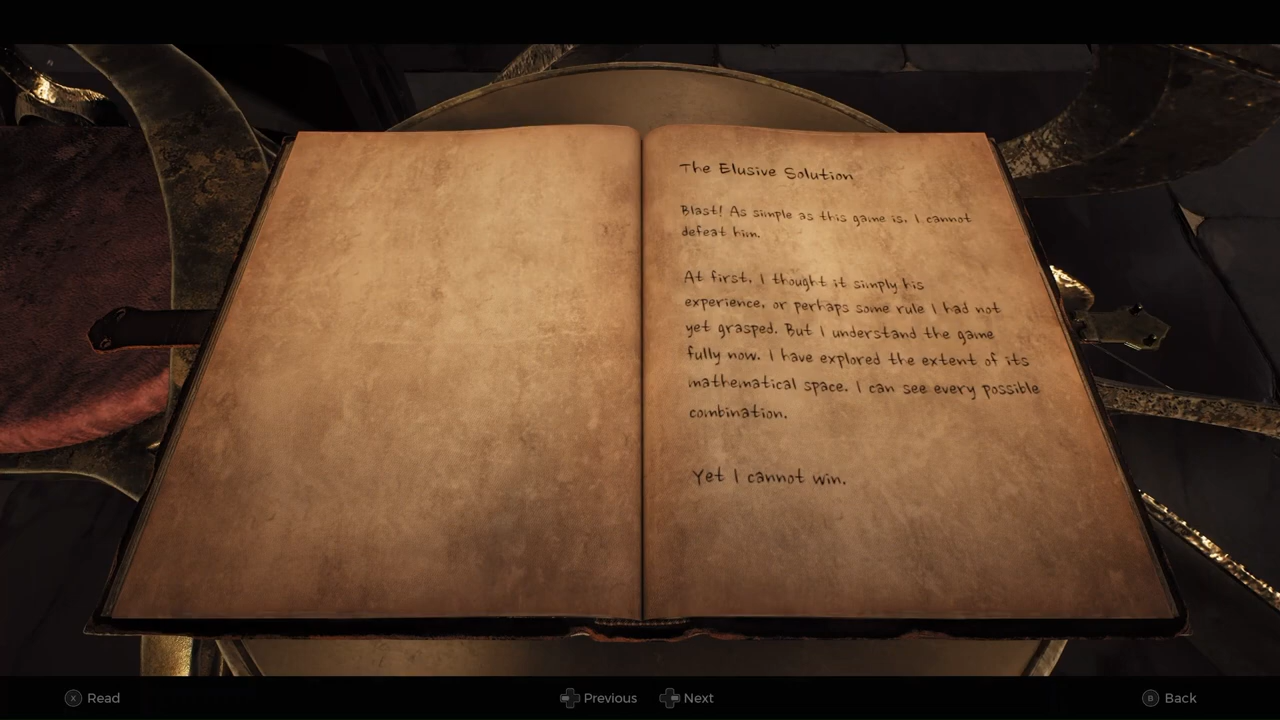 The Elusive Solution
Blast! As simple as this game is, I cannot
defeat him.
At first, I thought it simply his
experience, or perhaps some rule I had not
yet grasped. But I understand the game
fully now. I have explored the extent of its
mathematical space. I can see every possible
combination.
Yet I cannot win.
X Read
Previous
Next
B Back